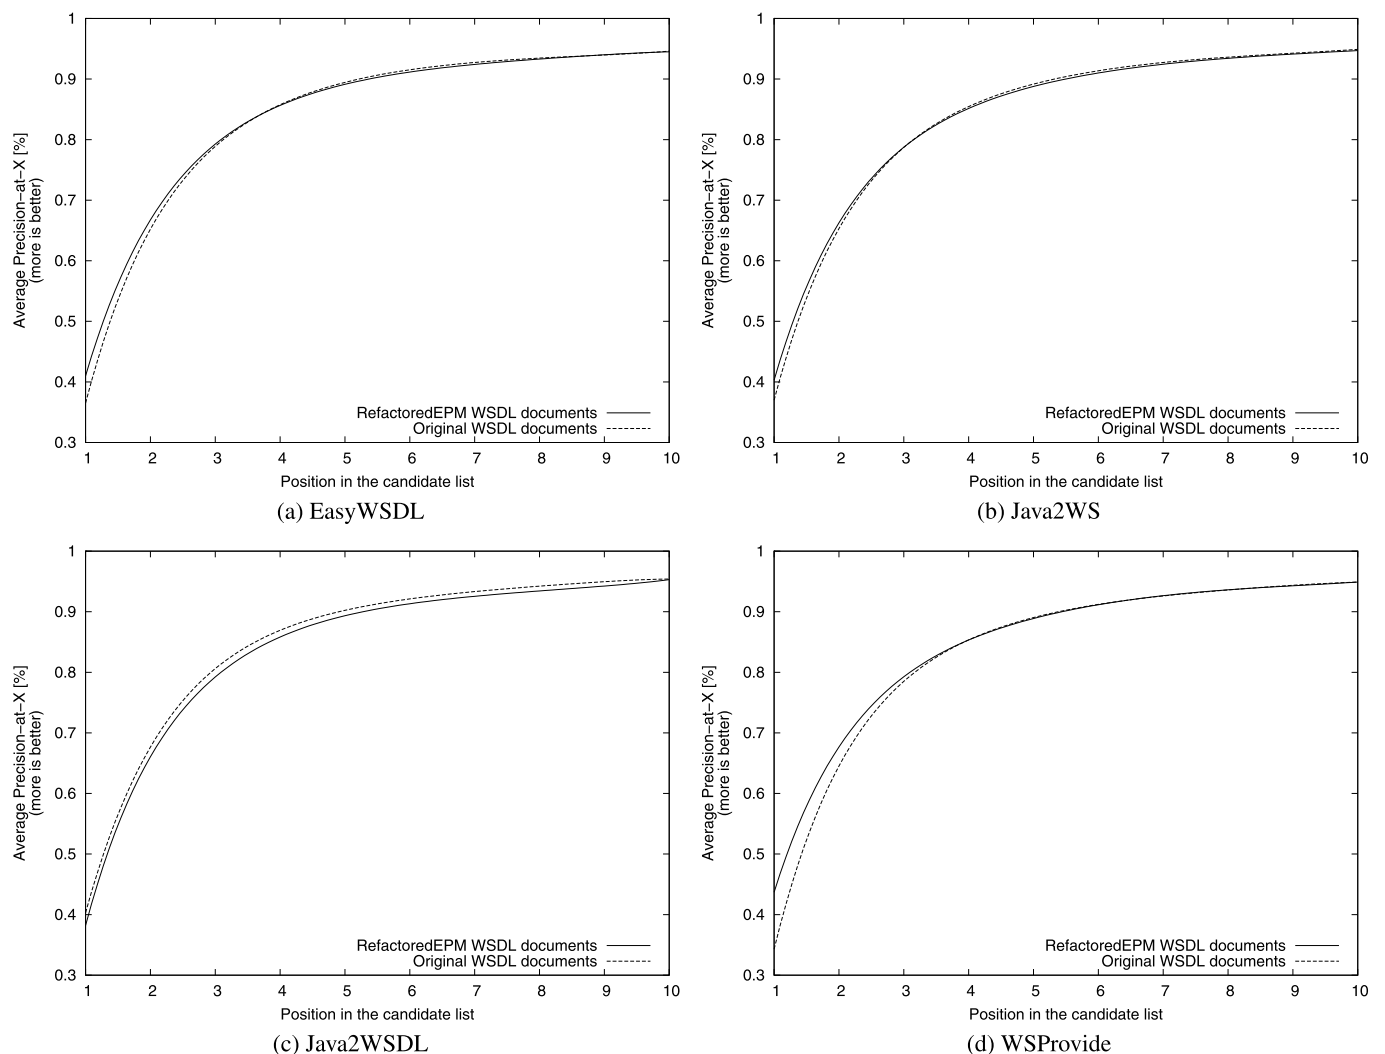 1
0.9
0.8
0.7
0.6
0.5
0.4
0.3
Average Precision−at−X [%]
(more is better)
RefactoredEPM WSDL documents
Original WSDL documents
1 2 3 4 5 6 7 8 9 10
Position in the candidate list
(a) EasyWSDL
1
0.9
0.8
0.7
0.6
0.5
0.4
0.3
Average Precision−at−X [%]
(more is better)
RefactoredEPM WSDL documents
Original WSDL documents
1 2 3 4 5 6 7 8 9 10
Position in the candidate list
(b) Java2WS
1
0.9
0.8
0.7
0.6
0.5
0.4
0.3
Average Precision−at−X [%]
(more is better)
RefactoredEPM WSDL documents
Original WSDL documents
1 2 3 4 5 6 7 8 9 10
Position in the candidate list
(c) Java2WSDL
1
0.9
0.8
0.7
0.6
0.5
0.4
0.3
Average Precision−at−X [%]
(more is better)
RefactoredEPM WSDL documents
Original WSDL documents
1 2 3 4 5 6 7 8 9 10
Position in the candidate list
(d) WSProvide